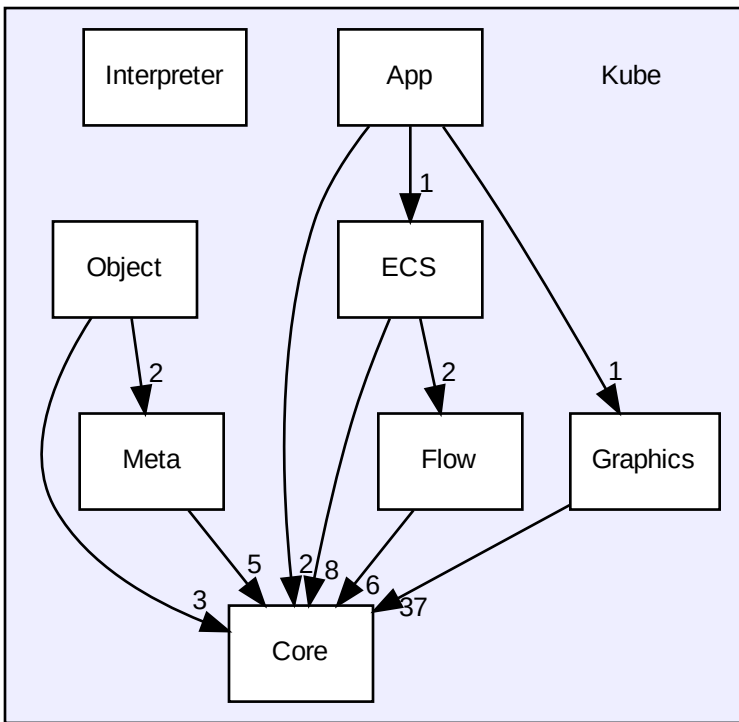 Interpreter
App
Kube
1
Object
ECS
2
2
1
Meta
Flow
Graphics
5
2
8
6
3
37
Core